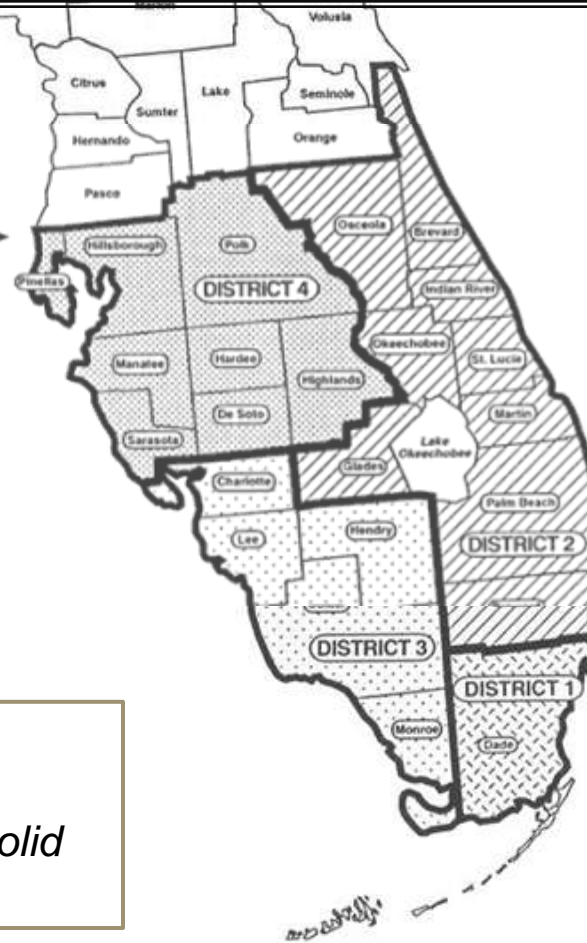 Volusia
Citrus
Lake
Seminole
Sumter
Orange
Hernando
Pasco
Osceola
Hillsborough
Polk
Brevard
Pinellas
DISTRICT 4
Indian River
Okeechobee
Manatee
Hardee
St. Lucie
Highlands
De Soto
Martin
Sarasota
Lake
Okeechobee
Glades
Charlotte
Palm Beach
Hendry
Lee
DISTRICT 2
DISTRICT 3
DISTRICT 1
Monroe
Dade
olid